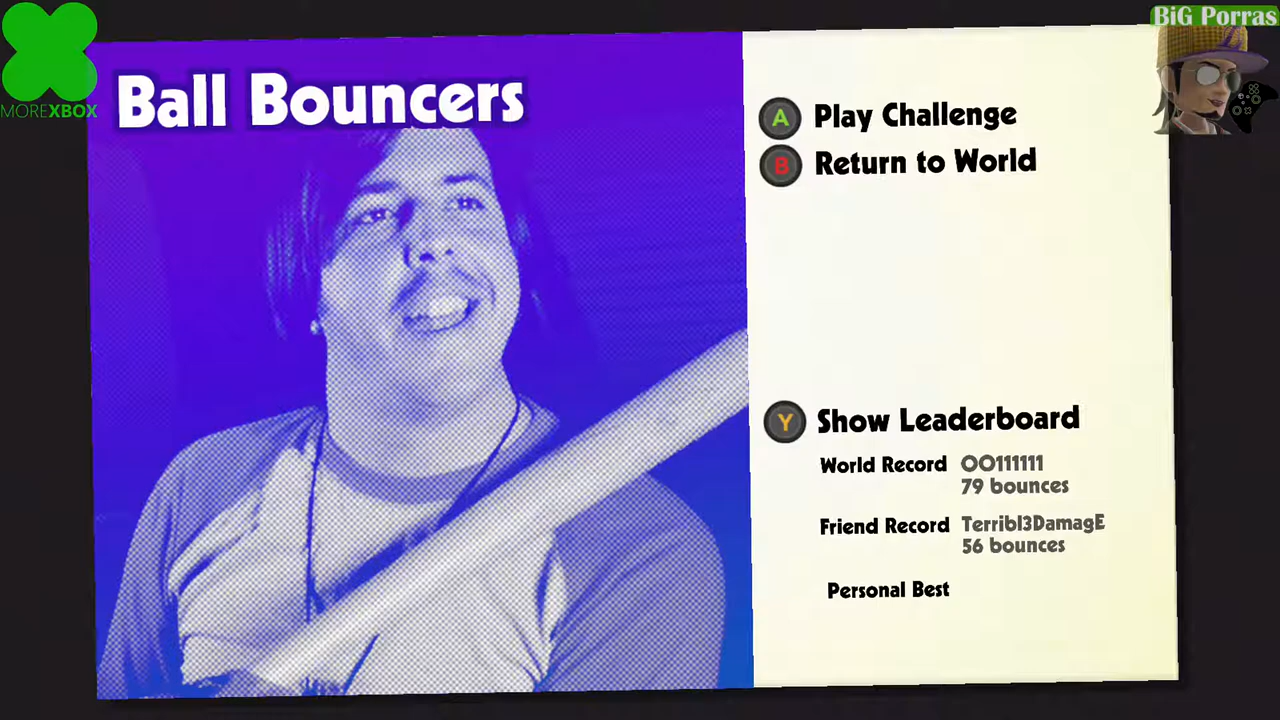 BiG Porras
MOREXBOX
Ball Bouncers
A Play Challenge
B Return to World
Y Show Leaderboard
World Record OO111111
79 bounces
Friend Record Terribl3DamagE
56 bounces
Personal Best